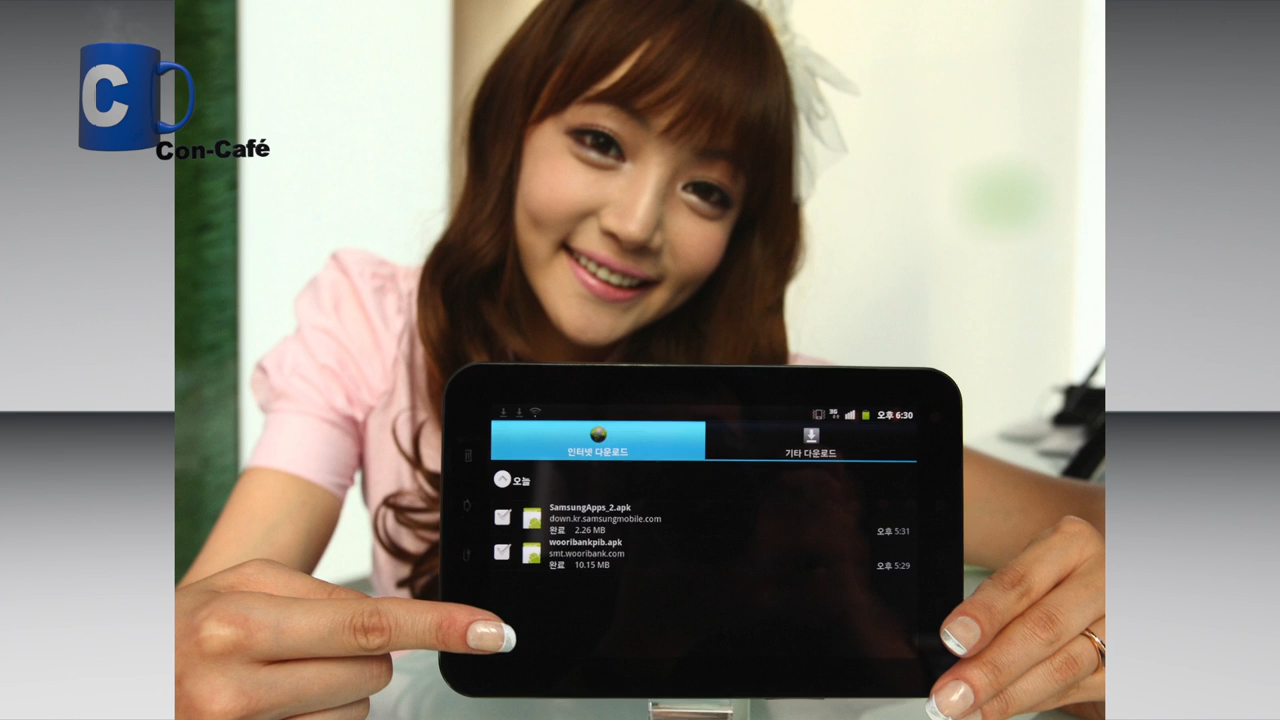 C
Con-Café
3G
오후 6:30
인터넷 다운로드
기타 다운로드
오늘
SamsungApps_2.apk
down.kr.samsungmobile.com
완료 2.26 MB
오후 5:31
wooribankpib.apk
smt.wooribank.com
완료 10.15 MB
오후 5:29